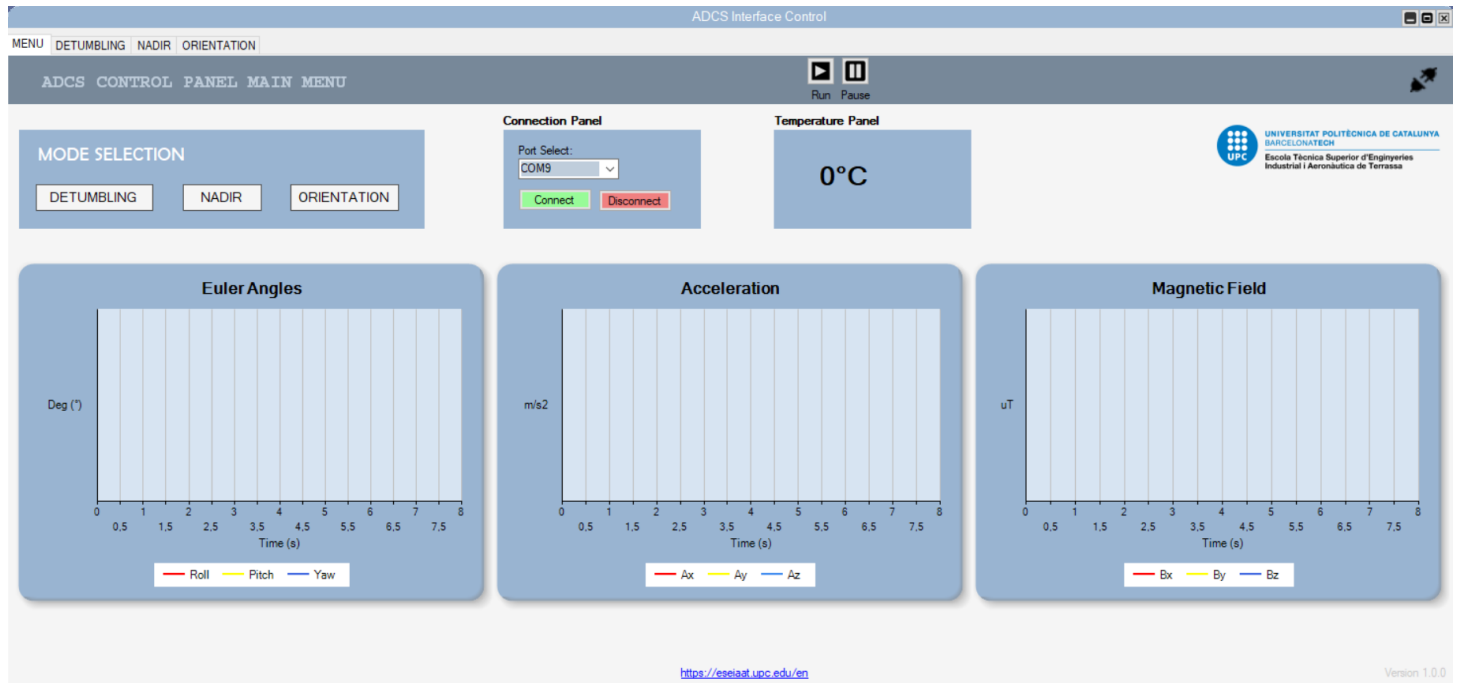 ADCS Interface Control
MENU DETUMBLING NADIR ORIENTATION
ADCS CONTROL PANEL MAIN MENU
Run Pause
Connection Panel
Temperature Panel
MODE SELECTION
DETUMBLING NADIR ORIENTATION
Port Select:
COM9
Connect Disconnect
0°C
UPC
UNIVERSITAT POLITÈCNICA DE CATALUNYA
BARCELONATECH
Escola Tècnica Superior d'Enginyeries
Industrial i Aeronàutica de Terrassa
Euler Angles
Deg (°)
0 1 2 3 4 5 6 7 8
0,5 1,5 2,5 3,5 4,5 5,5 6,5 7,5
Time (s)
Roll Pitch Yaw
Acceleration
m/s2
0 1 2 3 4 5 6 7 8
0,5 1,5 2,5 3,5 4,5 5,5 6,5 7,5
Time (s)
Ax Ay Az
Magnetic Field
uT
0 1 2 3 4 5 6 7 8
0,5 1,5 2,5 3,5 4,5 5,5 6,5 7,5
Time (s)
Bx By Bz
https://eseiaat.upc.edu/en
Version 1.0.0